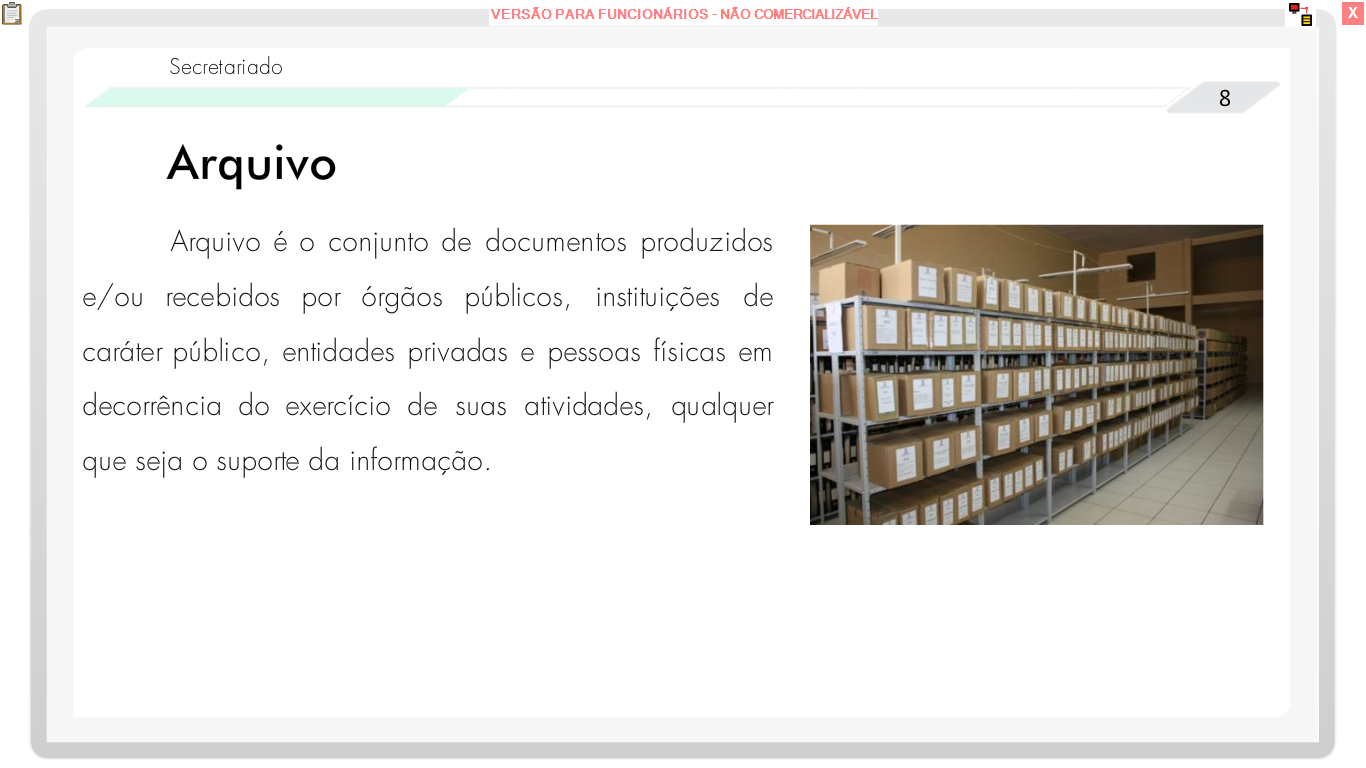 VERSÃO PARA FUNCIONÁRIOS - NÃO COMERCIALIZÁVEL
X
Secretariado
8
Arquivo
Arquivo é o conjunto de documentos produzidos
e/ou recebidos por órgãos públicos, instituições de
caráter público, entidades privadas e pessoas físicas em
decorrência do exercício de suas atividades, qualquer
que seja o suporte da informação.